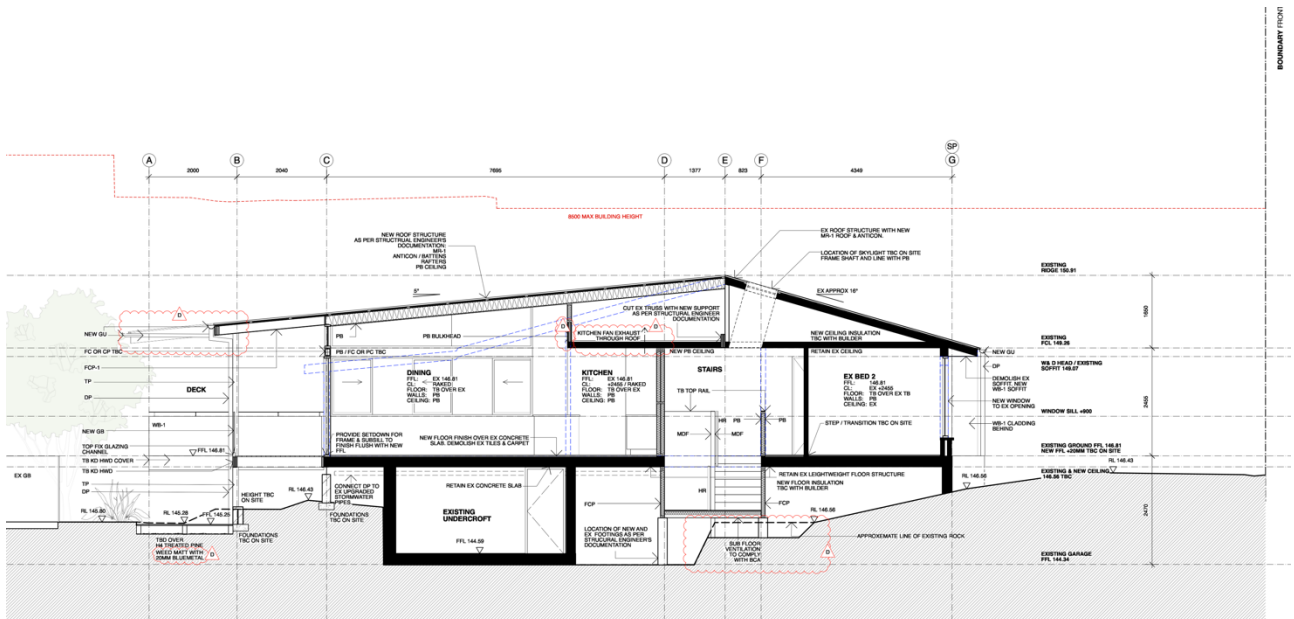 BOUNDARY FRONT
A
B
C
D
E
F
SP
G
2000
2040
7695
1377
823
4349
8500 MAX BUILDING HEIGHT
NEW ROOF STRUCTURE
AS PER STRUCTRUAL ENGINEER'S
DOCUMENTATION:
MR-1
ANTICON / BATTENS
RAFTERS
PB CEILING
EX ROOF STRUCTURE WITH NEW
MR-1 ROOF & ANTICON.
LOCATION OF SKYLIGHT TBC ON SITE
FRAME SHAFT AND LINE WITH PB
EXISTING
RIDGE 150.91
5°
EX APPROX 16°
CUT EX TRUSS WITH NEW SUPPORT
AS PER STRUCTURAL ENGINEER
DOCUMENTATION
1650
D
NEW GU
PB
PB BULKHEAD
D
KITCHEN FAN EXHAUST
THROUGH ROOF
D
NEW CEILING INSULATION
TBC WITH BUILDER
EXISTING
FCL 149.26
NEW GU
FC OR CP TBC
PB / FC OR PC TBC
NEW PB CEILING
RETAIN EX CEILING
W& D HEAD / EXISTING
SOFFIT 149.07
FCP-1
DP
TP
DECK
DP
DINING
FFL: EX 146.81
CL: RAKED
FLOOR: TB OVER EX
WALLS: PB
CEILING: PB
KITCHEN
FFL: EX 146.81
CL: +2455 / RAKED
FLOOR: TB OVER EX
WALLS: PB
CEILING: PB
STAIRS
TB TOP RAIL
EX BED 2
FFL: 146.81
CL: EX +2455
FLOOR: TB OVER EX TB
WALLS: PB
CEILING: EX
DEMOLISH EX
SOFFIT. NEW
WB-1 SOFFIT
NEW WINDOW
TO EX OPENING
2455
WINDOW SILL +900
WB-1
HR
PB
PB
WB-1 CLADDING
BEHIND
NEW GB
MDF
MDF
TOP FIX GLAZING
CHANNEL
FFL 146.81
PROVIDE SETDOWN FOR
FRAME & SUBSILL TO
FINISH FLUSH WITH NEW
FFL
NEW FLOOR FINISH OVER EX CONCRETE
SLAB. DEMOLISH EX TILES & CARPET
STEP / TRANSITION TBC ON SITE
EXISTING GROUND FFL 146.81
NEW FFL +20MM TBC ON SITE
RL 146.43
TB KD HWD COVER
TB KD HWD
EX GB
TP
DP
RL 146.43
CONNECT DP TO
EX UPGRADED
STORMWATER
PIPES
RETAIN EX CONCRETE SLAB
RETAIN EX LEIGHTWEIGHT FLOOR STRUCTURE
NEW FLOOR INSULATION
TBC WITH BUILDER
RL 146.56
EXISTING & NEW CEILING
146.56 TBC
HEIGHT TBC
ON SITE
HR
FCP
FCP
2470
RL 145.80
RL 145.28
FFL 145.25
FOUNDATIONS
TBC ON SITE
EXISTING
UNDERCROFT
RL 146.56
FOUNDATIONS
TBC ON SITE
FFL 144.59
LOCATION OF NEW AND
EX FOOTINGS AS PER
STRUCURAL ENGINEER'S
DOCUMENTATION
APPROXEMATE LINE OF EXISTING ROCK
TBD OVER
H4 TREATED PINE
WEED MATT WITH
20MM BLUEMETAL
D
SUB FLOOR
VENTILATION
TO COMPLY
WITH BCA
D
EXISTING GARAGE
FFL 144.34